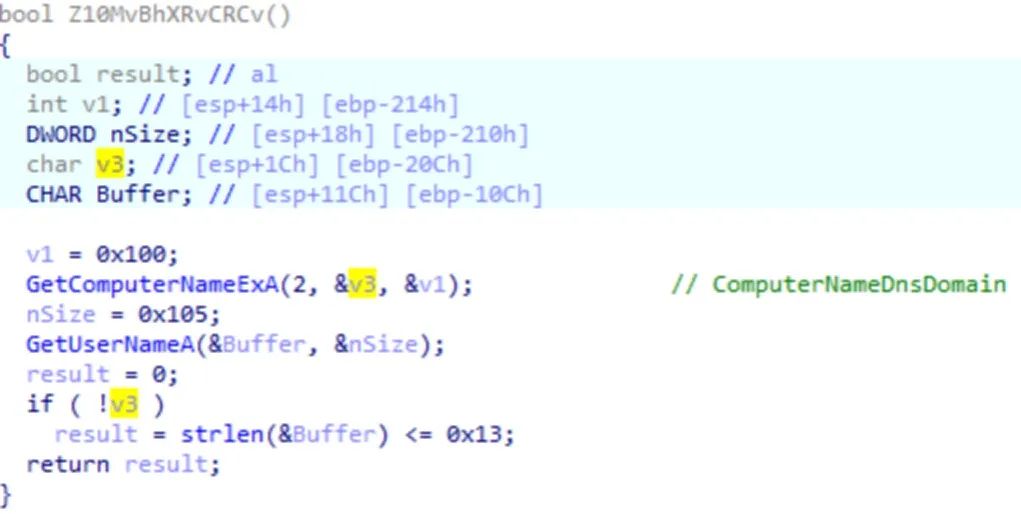 bool Z10MvBhXRvCRCv()
{
  bool result; // al
  int v1; // [esp+14h] [ebp-214h]
  DWORD nSize; // [esp+18h] [ebp-210h]
  char v3; // [esp+1Ch] [ebp-20Ch]
  CHAR Buffer; // [esp+11Ch] [ebp-10Ch]

  v1 = 0x100;
  GetComputerNameExA(2, &v3, &v1);                // ComputerNameDnsDomain
  nSize = 0x105;
  GetUserNameA(&Buffer, &nSize);
  result = 0;
  if ( !v3 )
    result = strlen(&Buffer) <= 0x13;
  return result;
}